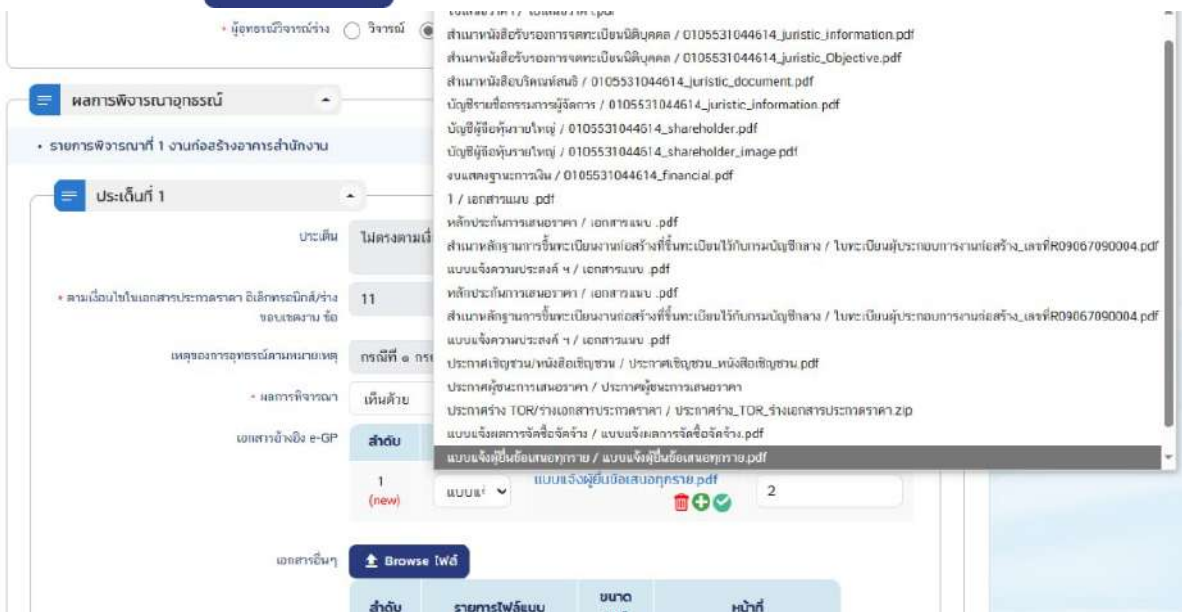 ผู้อุทธรณ์วิจารณ์ร่าง
วิจารณ์
สำเนาหนังสือรับรองการจดทะเบียนนิติบุคคล / 0105531044614_juristic_information.pdf
สำเนาหนังสือรับรองการจดทะเบียนนิติบุคคล / 0105531044614_juristic_Objective.pdf
สำเนาหนังสือบริคณห์สนธิ / 0105531044614_juristic_document.pdf
บัญชีรายชื่อกรรมการผู้จัดการ / 0105531044614_juristic_information.pdf
บัญชีผู้ถือหุ้นรายใหญ่ / 0105531044614_shareholder.pdf
บัญชีผู้ถือหุ้นรายใหญ่ / 0105531044614_shareholder_image.pdf
งบแสดงฐานะการเงิน / 0105531044614_financial.pdf
1 / เอกสารแนบ .pdf
หลักประกันการเสนอราคา / เอกสารแนบ .pdf
สำเนาหลักฐานการขึ้นทะเบียนงานก่อสร้างที่ขึ้นทะเบียนไว้กับกรมบัญชีกลาง / ใบทะเบียนผู้ประกอบการงานก่อสร้าง_เลขที่R09067090004.pdf
แบบแจ้งความประสงค์ ฯ / เอกสารแนบ .pdf
หลักประกันการเสนอราคา / เอกสารแนบ .pdf
สำเนาหลักฐานการขึ้นทะเบียนงานก่อสร้างที่ขึ้นทะเบียนไว้กับกรมบัญชีกลาง / ใบทะเบียนผู้ประกอบการงานก่อสร้าง_เลขที่R09067090004.pdf
แบบแจ้งความประสงค์ ฯ / เอกสารแนบ .pdf
ประกาศเชิญชวน/หนังสือเชิญชวน / ประกาศเชิญชวน_หนังสือเชิญชวน.pdf
ประกาศผู้ชนะการเสนอราคา / ประกาศผู้ชนะการเสนอราคา
ประกาศร่าง TOR/ร่างเอกสารประกวดราคา / ประกาศร่าง_TOR_ร่างเอกสารประกวดราคา.zip
แบบแจ้งผลการจัดซื้อจัดจ้าง / แบบแจ้งผลการจัดซื้อจัดจ้าง.pdf
แบบแจ้งผู้ยื่นข้อเสนอทุกราย / แบบแจ้งผู้ยื่นข้อเสนอทุกราย.pdf
ผลการพิจารณาอุทธรณ์
รายการพิจารณาที่ 1 งานก่อสร้างอาคารสำนักงาน
ประเด็นที่ 1
ประเด็น
ไม่ตรงตามเงื่
ตามเงื่อนไขในเอกสารประกวดราคา อิเล็กทรอนิกส์/ร่าง
ขอบเขตงาน ข้อ
11
เหตุของการอุทธรณ์ตามหมายเหตุ
กรณีที่ ๑ กร
ผลการพิจารณา
เห็นด้วย
เอกสารอ้างอิง e-GP
ลำดับ
1
(new)
แบบแจ้งผู้ยื่นข้อเสนอทุกราย.pdf
2
เอกสารอื่นๆ
Browse ไฟล์
ลำดับ
รายการไฟล์แนบ
ขนาด
หน้าที่